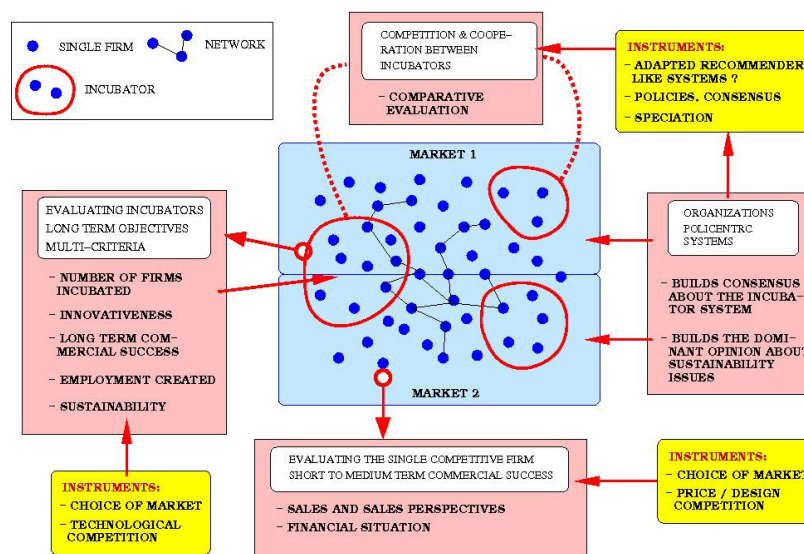 SINGLE FIRM
NETWORK
INCUBATOR
COMPETITION & COOPE-
RATION BETWEEN
INCUBATORS
- COMPARATIVE
EVALUATION
INSTRUMENTS:
- ADAPTED RECOMMENDER
LIKE SYSTEMS ?
- POLICIES, CONSENSUS
- SPECIATION
MARKET 1
EVALUATING INCUBATORS
LONG TERM OBJECTIVES
MULTI-CRITERIA
- NUMBER OF FIRMS
INCUBATED
- INNOVATIVENESS
- LONG TERM COM-
MERCIAL SUCCESS
- EMPLOYMENT CREATED
- SUSTAINABILITY
ORGANIZATIONS
POLICENTRC
SYSTEMS
- BUILDS CONSENSUS
ABOUT THE INCUBA-
TOR SYSTEM
- BUILDS THE DOMI-
NANT OPINION ABOUT
SUSTAINABILITY
ISSUES
MARKET 2
EVALUATING THE SINGLE COMPETITIVE FIRM
SHORT TO MEDIUM TERM COMMERCIAL SUCCESS
- SALES AND SALES PERSPECTIVES
- FINANCIAL SITUATION
INSTRUMENTS:
- CHOICE OF MARKET
- TECHNOLOGICAL
COMPETITION
INSTRUMENTS:
- CHOICE OF MARKET
- PRICE / DESIGN
COMPETITION